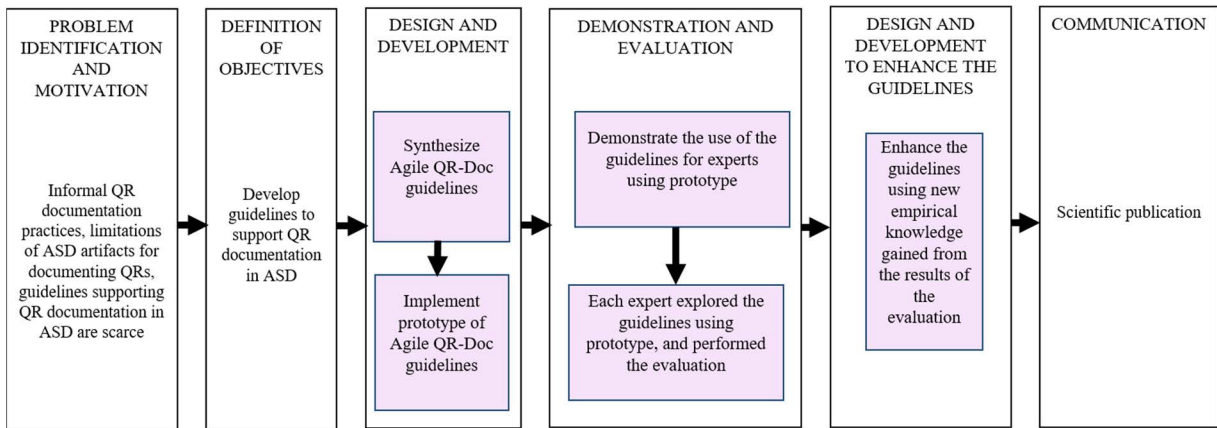 PROBLEM
IDENTIFICATION
AND
MOTIVATION
Informal QR
documentation
practices, limitations
of ASD artifacts for
documenting QRs,
guidelines supporting
QR documentation in
ASD are scarce
DEFINITION
OF
OBJECTIVES
Develop
guidelines to
support QR
documentation
in ASD
DESIGN AND
DEVELOPMENT
Synthesize
Agile QR-Doc
guidelines
Implement
prototype of
Agile QR-Doc
guidelines
DEMONSTRATION AND
EVALUATION
Demonstrate the use of the
guidelines for experts
using prototype
Each expert explored the
guidelines using
prototype, and performed
the evaluation
DESIGN AND
DEVELOPMENT
TO ENHANCE THE
GUIDELINES
Enhance the
guidelines
using new
empirical
knowledge
gained from
the results of
the
evaluation
COMMUNICATION
Scientific publication